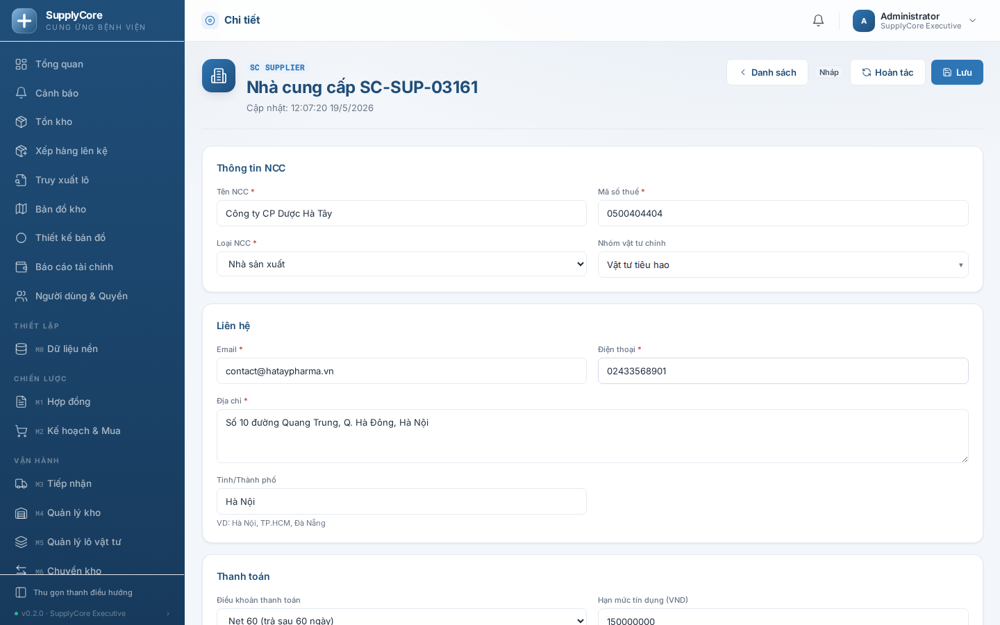 SupplyCore
CUNG ỨNG BỆNH VIỆN
Tổng quan
Cảnh báo
Tồn kho
Xếp hàng lên kệ
Truy xuất lô
Bản đồ kho
Thiết kế bản đồ
Báo cáo tài chính
Người dùng & Quyền
THIẾT LẬP
M0 Dữ liệu nền
CHIẾN LƯỢC
M1 Hợp đồng
M2 Kế hoạch & Mua
VẬN HÀNH
M3 Tiếp nhận
M4 Quản lý kho
M5 Quản lý lô vật tư
M6 Chuyển kho
Thu gọn thanh điều hướng
v0.2.0 · SupplyCore Executive
Chi tiết
A
Administrator
SupplyCore Executive
SC SUPPLIER
Nhà cung cấp SC-SUP-03161
Cập nhật: 12:07:20 19/5/2026
Danh sách
Nháp
Hoàn tác
Lưu
Thông tin NCC
Tên NCC *
Công ty CP Dược Hà Tây
Mã số thuế *
0500404404
Loại NCC *
Nhà sản xuất
Nhóm vật tư chính
Vật tư tiêu hao
Liên hệ
Email *
contact@hataypharma.vn
Điện thoại *
02433568901
Địa chỉ *
Số 10 đường Quang Trung, Q. Hà Đông, Hà Nội
Tỉnh/Thành phố
Hà Nội
VD: Hà Nội, TP.HCM, Đà Nẵng
Thanh toán
Điều khoản thanh toán
Net 60 (trả sau 60 ngày)
Hạn mức tín dụng (VND)
150000000